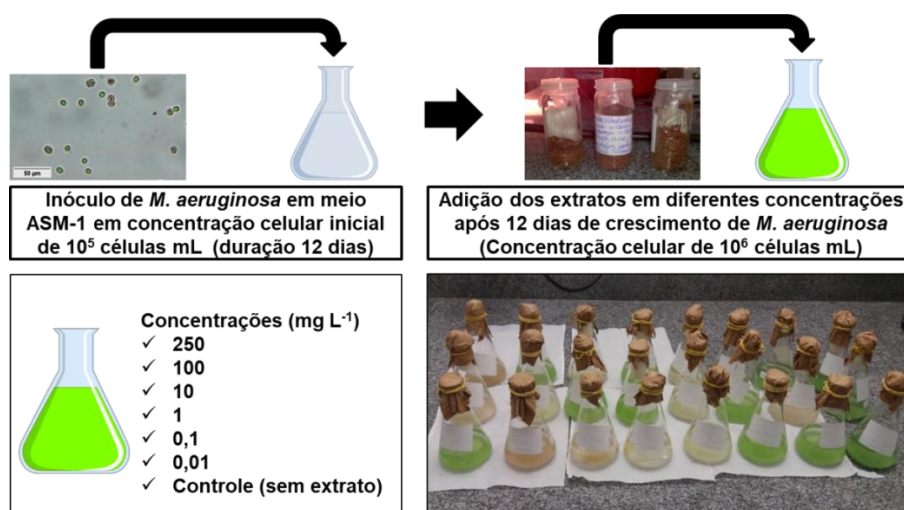 50 µm
Inóculo de M. aeruginosa em meio
ASM-1 em concentração celular inicial
de 10⁵ células mL (duração 12 dias)
Adição dos extratos em diferentes concentrações
após 12 dias de crescimento de M. aeruginosa
(Concentração celular de 10⁶ células mL)
Concentrações (mg L⁻¹)
✓ 250
✓ 100
✓ 10
✓ 1
✓ 0,1
✓ 0,01
✓ Controle (sem extrato)